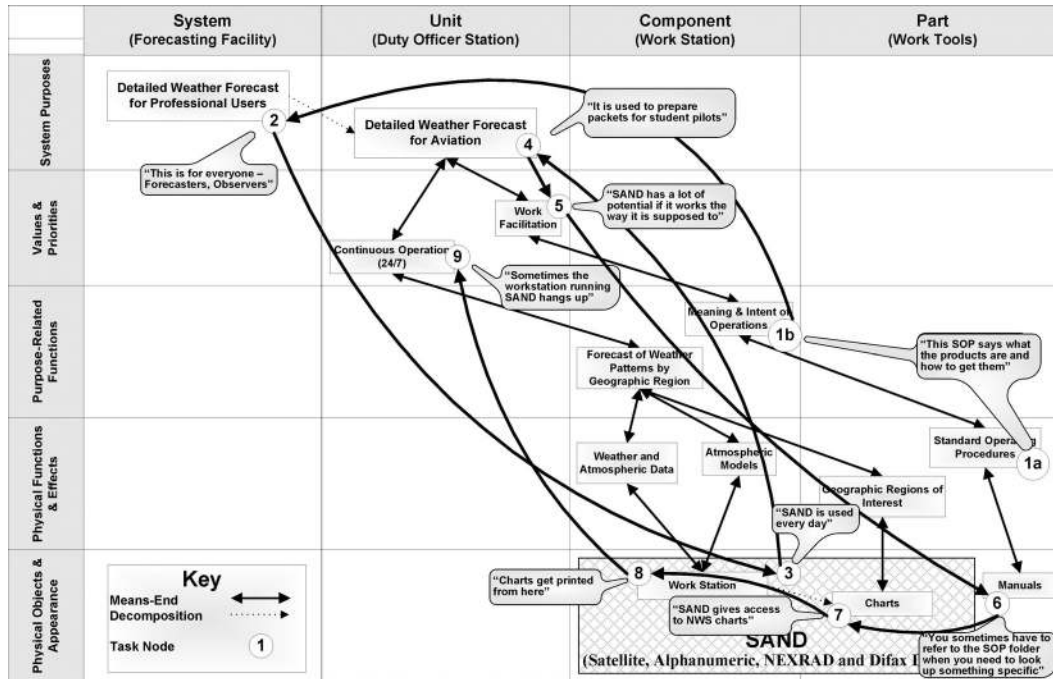 System
(Forecasting Facility)
Unit
(Duty Officer Station)
Component
(Work Station)
Part
(Work Tools)
System Purposes
Detailed Weather Forecast
for Professional Users
2
"This is for everyone –
Forecasters, Observers"
Detailed Weather Forecast
for Aviation
4
"It is used to prepare
packets for student pilots"
Values &
Priorities
Work
Facilitation
5
"SAND has a lot of
potential if it works the
way it is supposed to"
Continuous Operation
(24/7)
9
"Sometimes the
workstation running
SAND hangs up"
Purpose-Related
Functions
Meaning & Intent of
Operations
1b
Forecast of Weather
Patterns by
Geographic Region
"This SOP says what
the products are and
how to get them"
Physical Functions
& Effects
Weather and
Atmospheric Data
Atmospheric
Models
Geographic Regions of
Interest
Standard Operating
Procedures
1a
"SAND is used
every day"
Physical Objects &
Appearance
Key
Means-End
Decomposition
Task Node
1
"Charts get printed
from here"
8
Work Station
3
"SAND gives access
to NWS charts"
7
Charts
Manuals
6
SAND
(Satellite, Alphanumeric, NEXRAD and Difax
"You sometimes have to
refer to the SOP folder
when you need to look
up something specific"